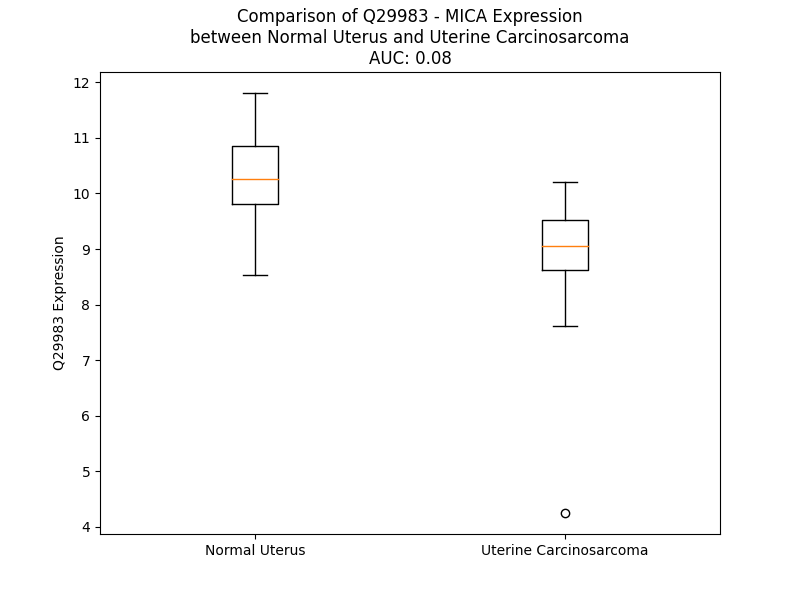 Comparison of Q29983 - MICA Expression
between Normal Uterus and Uterine Carcinosarcoma
AUC: 0.08
12
11
10
9
8
7
6
5
4
Q29983 Expression
Normal Uterus
Uterine Carcinosarcoma